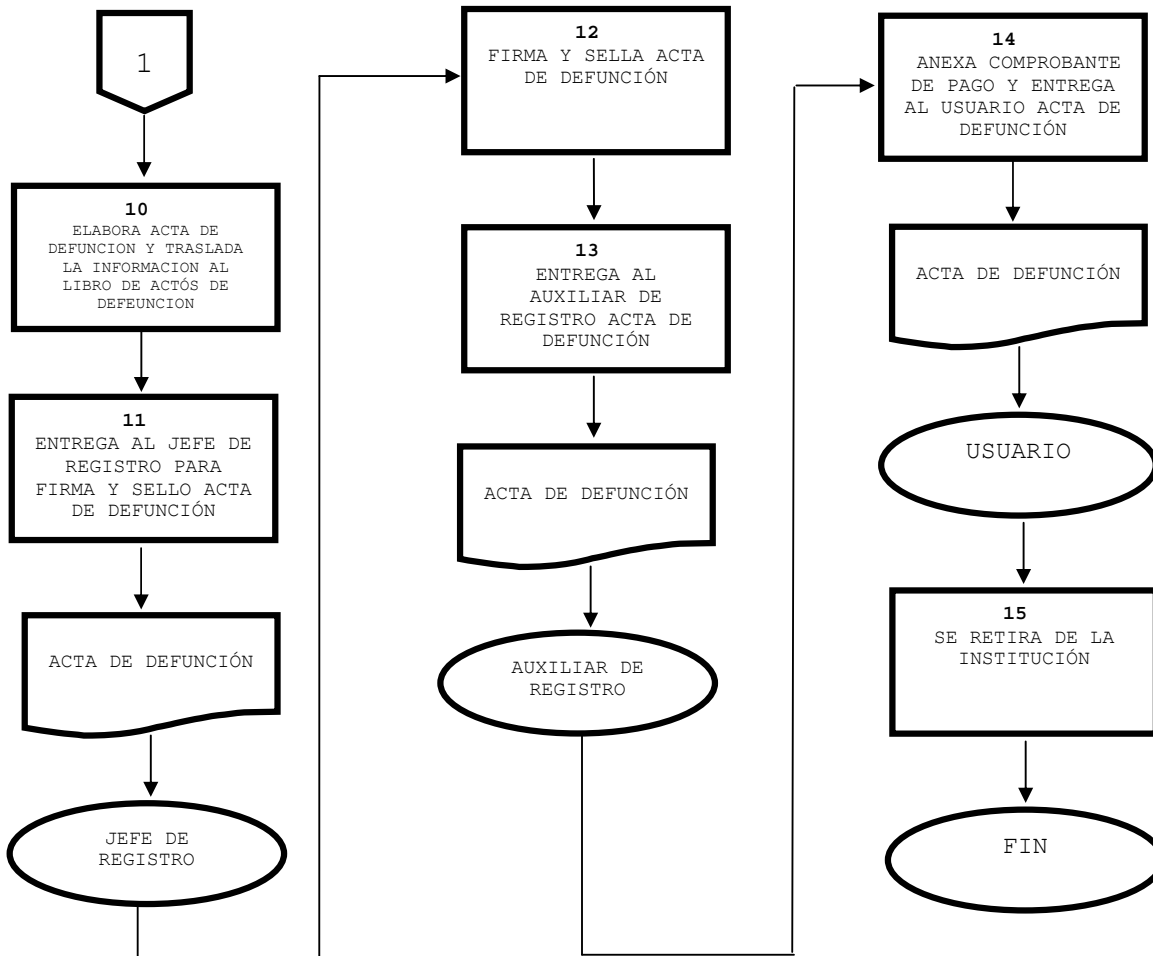 1
10
ELABORA ACTA DE
DEFUNCION Y TRASLADA
LA INFORMACION AL
LIBRO DE ACTÓS DE
DEFEUNCION
11
ENTREGA AL JEFE DE
REGISTRO PARA
FIRMA Y SELLO ACTA
DE DEFUNCIÓN
ACTA DE DEFUNCIÓN
JEFE DE
REGISTRO
12
FIRMA Y SELLA ACTA
DE DEFUNCIÓN
13
ENTREGA AL
AUXILIAR DE
REGISTRO ACTA DE
DEFUNCIÓN
ACTA DE DEFUNCIÓN
AUXILIAR DE
REGISTRO
14
ANEXA COMPROBANTE
DE PAGO Y ENTREGA
AL USUARIO ACTA DE
DEFUNCIÓN
ACTA DE DEFUNCIÓN
USUARIO
15
SE RETIRA DE LA
INSTITUCIÓN
FIN